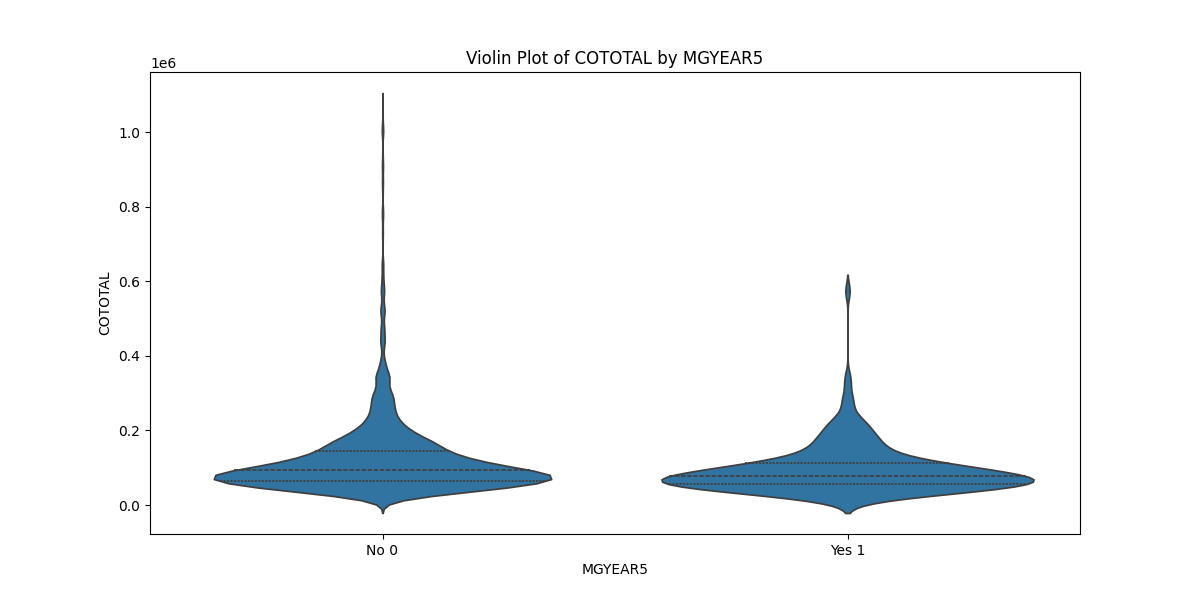 Violin Plot of COTOTAL by MGYEAR5
1e6
1.0
0.8
0.6
0.4
0.2
0.0
COTOTAL
No 0
Yes 1
MGYEAR5